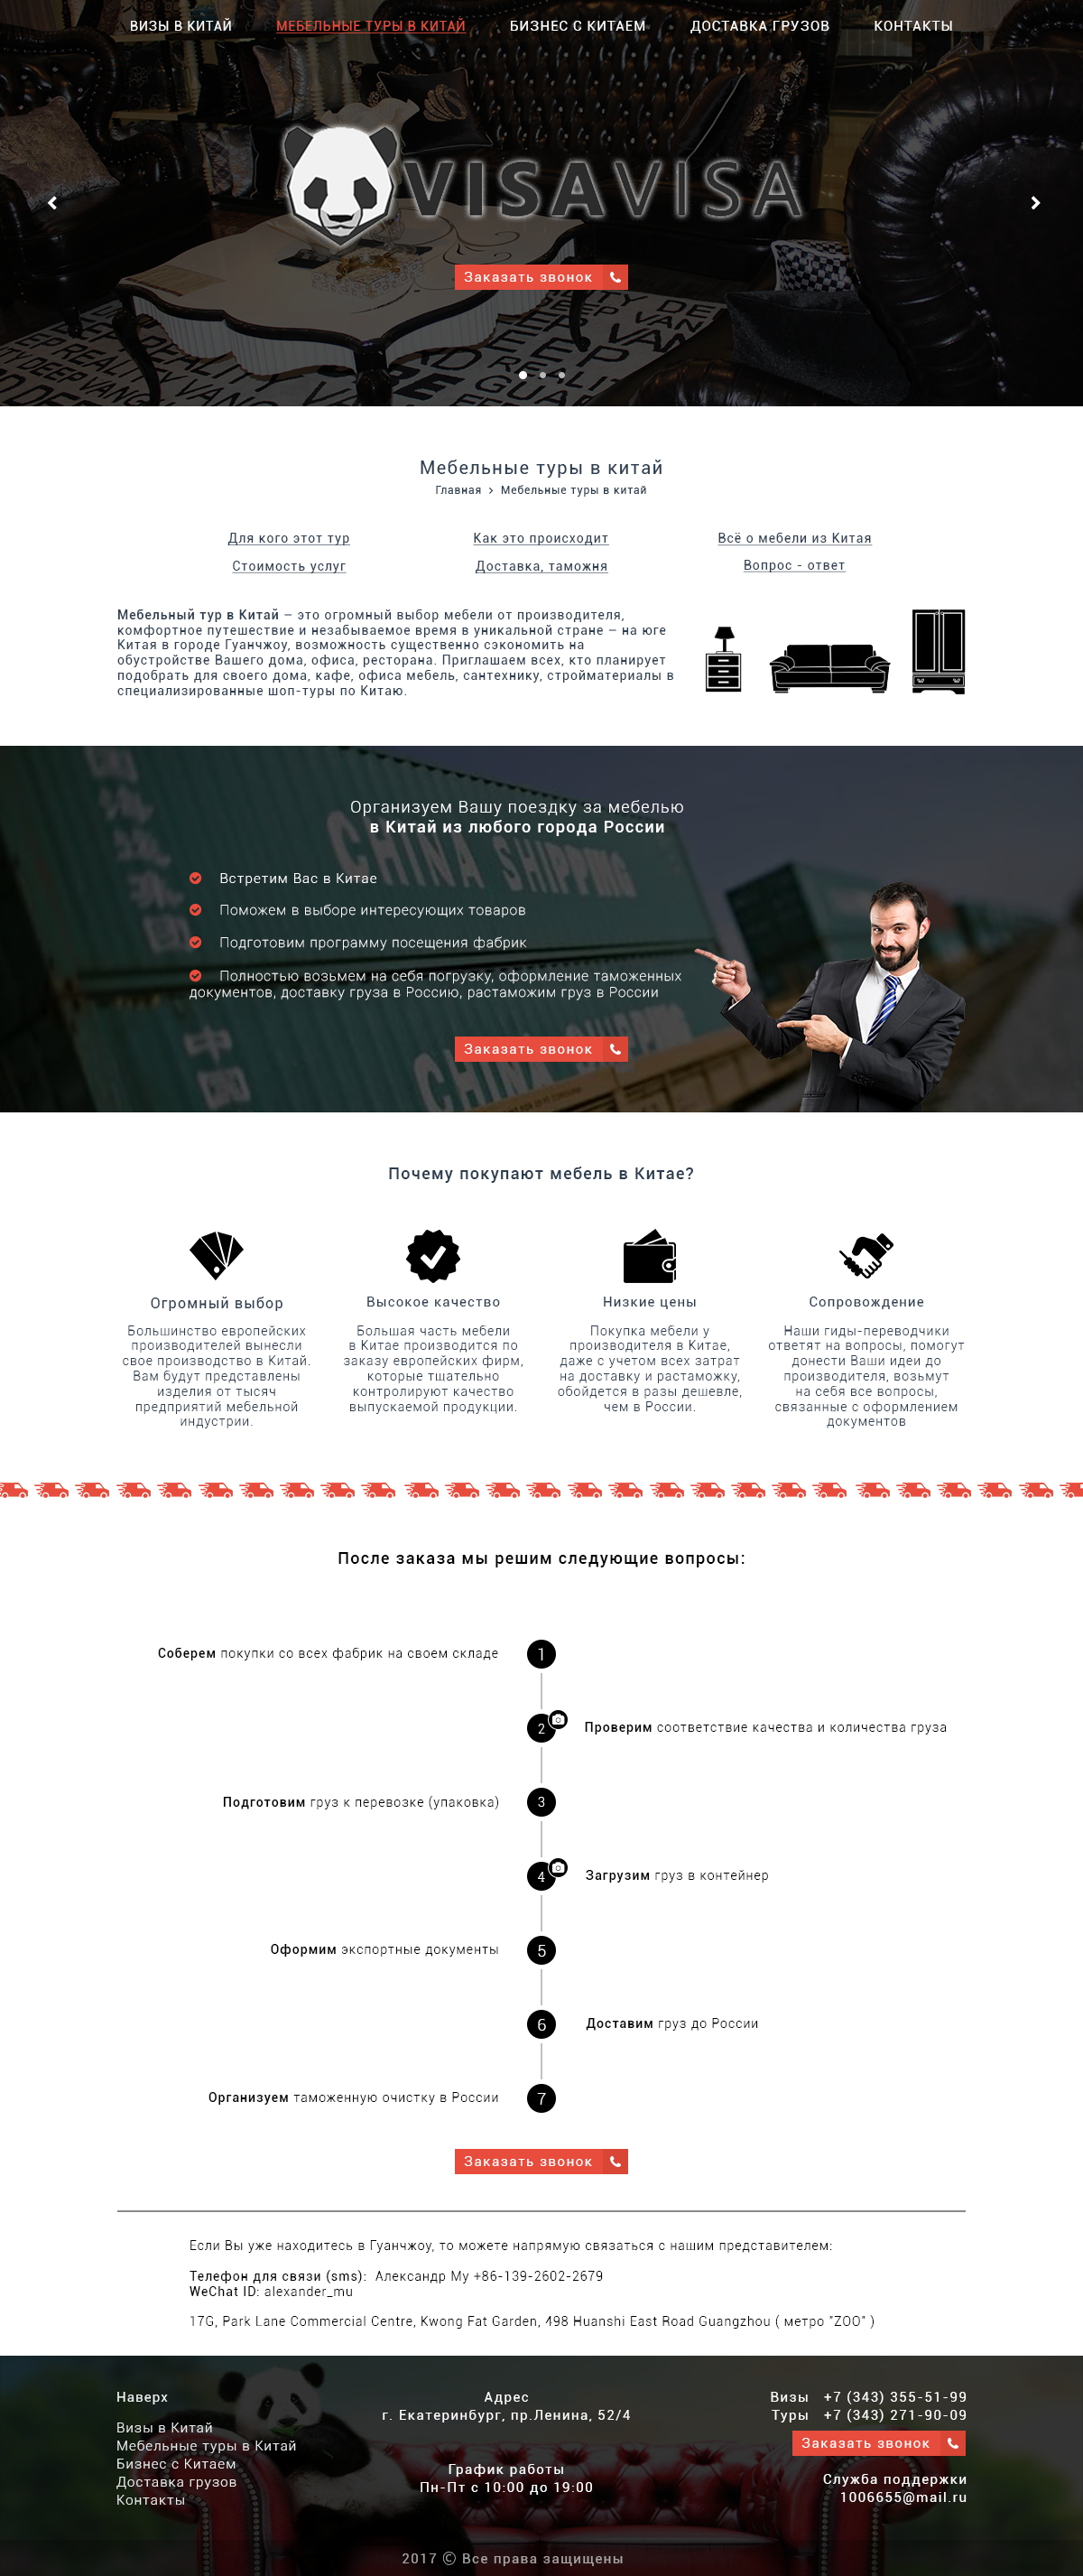 ВИЗЫ В КИТАЙ МЕБЕЛЬНЫЕ ТУРЫ В КИТАЙ БИЗНЕС С КИТАЕМ ДОСТАВКА ГРУЗОВ КОНТАКТЫ
VISAVISA
Заказать звонок
Мебельные туры в китай
Главная > Мебельные туры в китай
Для кого этот тур
Как это происходит
Всё о мебели из Китая
Стоимость услуг
Доставка, таможня
Вопрос - ответ
Мебельный тур в Китай – это огромный выбор мебели от производителя,
комфортное путешествие и незабываемое время в уникальной стране – на юге
Китая в городе Гуанчжоу, возможность существенно сэкономить на
обустройстве Вашего дома, офиса, ресторана. Приглашаем всех, кто планирует
подобрать для своего дома, кафе, офиса мебель, сантехнику, стройматериалы в
специализированные шоп-туры по Китаю.
Организуем Вашу поездку за мебелью
в Китай из любого города России
Встретим Вас в Китае
Поможем в выборе интересующих товаров
Подготовим программу посещения фабрик
Полностью возьмем на себя погрузку, оформление таможенных
документов, доставку груза в Россию, растаможим груз в России
Заказать звонок
Почему покупают мебель в Китае?
Огромный выбор
Большинство европейских
производителей вынесли
свое производство в Китай.
Вам будут представлены
изделия от тысяч
предприятий мебельной
индустрии.
Высокое качество
Большая часть мебели
в Китае производится по
заказу европейских фирм,
которые тщательно
контролируют качество
выпускаемой продукции.
Низкие цены
Покупка мебели у
производителя в Китае,
даже с учетом всех затрат
на доставку и растаможку,
обойдется в разы дешевле,
чем в России.
Сопровождение
Наши гиды-переводчики
ответят на вопросы, помогут
донести Ваши идеи до
производителя, возьмут
на себя все вопросы,
связанные с оформлением
документов
После заказа мы решим следующие вопросы:
Соберем покупки со всех фабрик на своем складе 1
2 Проверим соответствие качества и количества груза
Подготовим груз к перевозке (упаковка) 3
4 Загрузим груз в контейнер
Оформим экспортные документы 5
6 Доставим груз до России
Организуем таможенную очистку в России 7
Заказать звонок
Если Вы уже находитесь в Гуанчжоу, то можете напрямую связаться с нашим представителем:
Телефон для связи (sms): Александр Му +86-139-2602-2679
WeChat ID: alexander_mu
17G, Park Lane Commercial Centre, Kwong Fat Garden, 498 Huanshi East Road Guangzhou ( метро "ZOO" )
Наверх
Визы в Китай
Мебельные туры в Китай
Бизнес с Китаем
Доставка грузов
Контакты
Адрес
г. Екатеринбург, пр.Ленина, 52/4
График работы
Пн-Пт с 10:00 до 19:00
Визы +7 (343) 355-51-99
Туры +7 (343) 271-90-09
Заказать звонок
Служба поддержки
1006655@mail.ru
2017 © Все права защищены